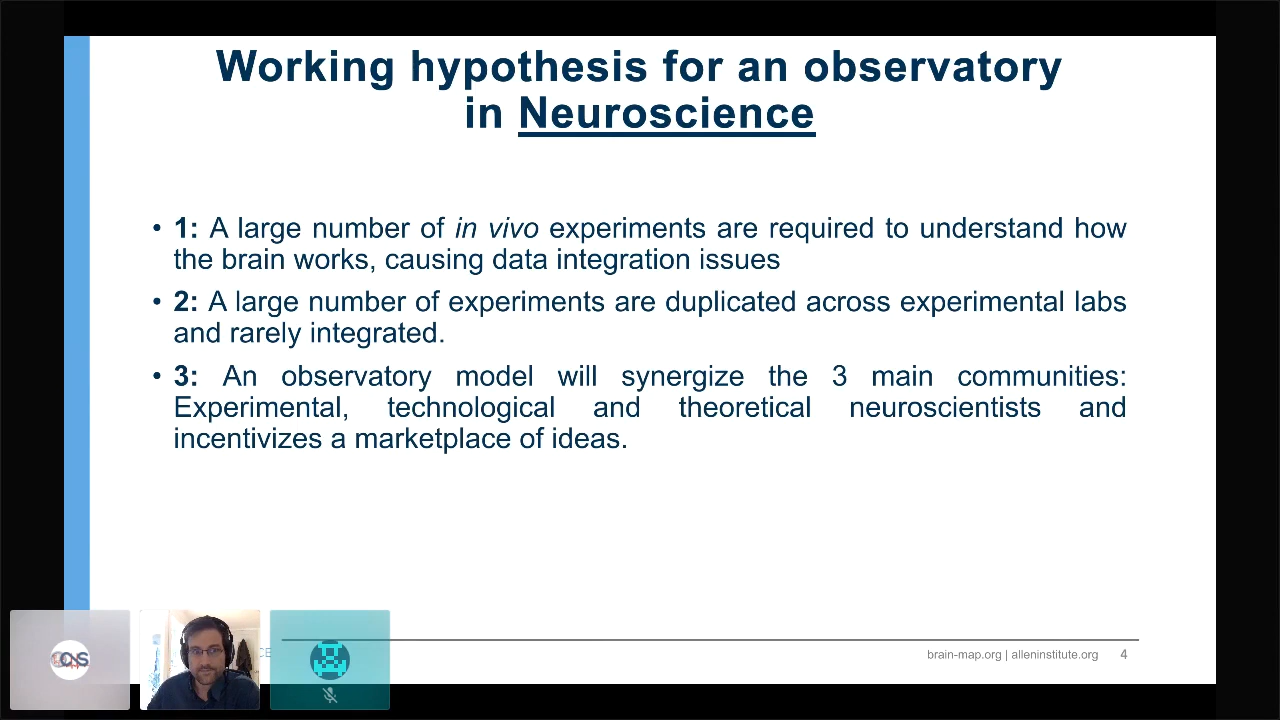 Working hypothesis for an observatory
in Neuroscience
• 1: A large number of in vivo experiments are required to understand how
the brain works, causing data integration issues
• 2: A large number of experiments are duplicated across experimental labs
and rarely integrated.
• 3: An observatory model will synergize the 3 main communities:
Experimental, technological and theoretical neuroscientists and
incentivizes a marketplace of ideas.
brain-map.org | alleninstitute.org 4